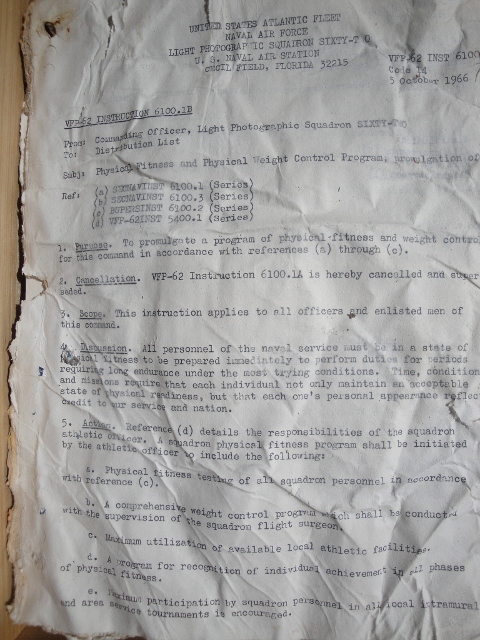 UNITED STATES ATLANTIC FLEET
NAVAL AIR FORCE
LIGHT PHOTOGRAPHIC SQUADRON SIXTY-T O
U. S. NAVAL AIR STATION
CECIL FIELD, FLORIDA 32215
VFP-62 INST 6100
Code 14
3 October 1966
VFP-62 INSTRUCTION 6100.1B
From: Commanding Officer, Light Photographic Squadron SIXTY-TWO
To: Distribution List
Subj: Physical Fitness and Physical Weight Control Program, promulgation of
Ref: (a) SECNAVINST 6100.1 (Series)
(b) SECNAVINST 6100.3 (Series)
(c) BUPERSINST 6100.2 (Series)
(d) VFP-62INST 5400.1 (Series)
1. Purpose. To promulgate a program of physical fitness and weight control
for this command in accordance with references (a) through (c).
2. Cancellation. VFP-62 Instruction 6100.1A is hereby cancelled and super
seded.
3. Scope. This instruction applies to all officers and enlisted men of
this command.
4. Discussion. All personnel of the naval service must be in a state of
physical fitness to be prepared immediately to perform duties for periods
requiring long endurance under the most trying conditions. Time, condition
and missions require that each individual not only maintain an acceptable
state of physical readiness, but that each one's personal appearance reflec
credit to our service and nation.
5. Action. Reference (d) details the responsibilities of the squadron
athletic officer. A squadron physical fitness program shall be initiated
by the athletic officer to include the following:
a. Physical fitness testing of all squadron personnel in accordance
with reference (c).
b. A comprehensive weight control program which shall be conducted
with the supervision of the squadron flight surgeon.
c. Maximum utilization of available local athletic facilities.
d. A program for recognition of individual achievement in all phases
of physical fitness.
e. Maximum participation by squadron personnel in all local intramural
and area service tournaments is encouraged.